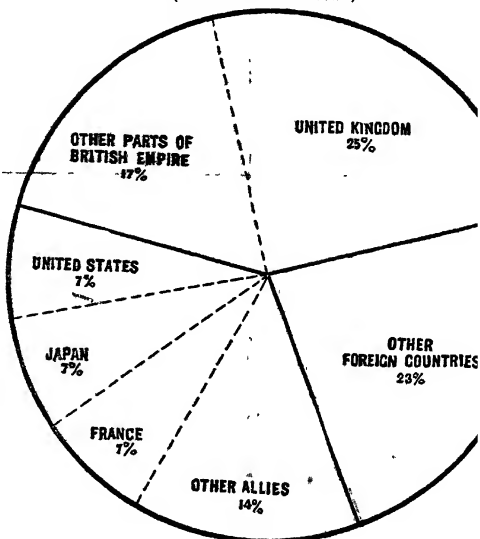 UNITED KINGDOM
25%
OTHER PARTS OF
BRITISH EMPIRE
17%
UNITED STATES
7%
JAPAN
7%
FRANCE
7%
OTHER ALLIES
14%
OTHER
FOREIGN COUNTRIES
23%